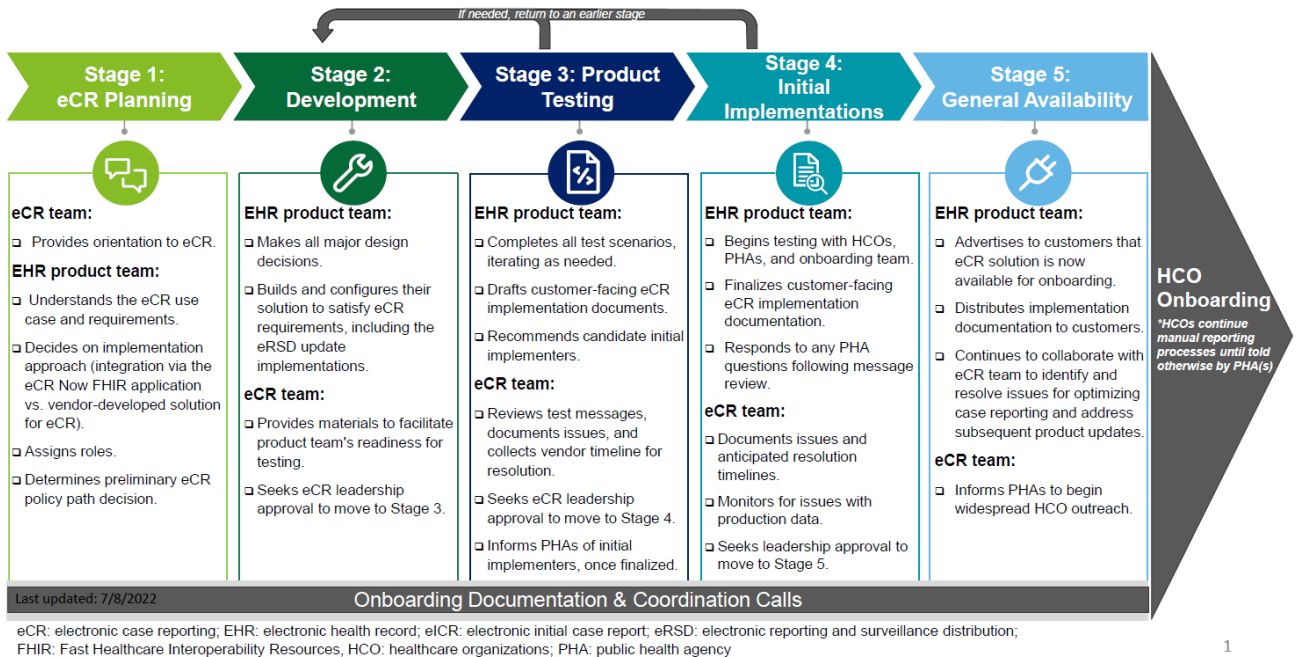 If needed, return to an earlier stage
Stage 1:
eCR Planning
Stage 2:
Development
Stage 3: Product
Testing
Stage 4:
Initial
Implementations
Stage 5:
General Availability
eCR team:
Provides orientation to eCR.
EHR product team:
Understands the eCR use
case and requirements.
Decides on implementation
approach (integration via the
eCR Now FHIR application
vs. vendor-developed solution
for eCR).
Assigns roles.
Determines preliminary eCR
policy path decision.
EHR product team:
Makes all major design
decisions.
Builds and configures their
solution to satisfy eCR
requirements, including the
eRSD update
implementations.
eCR team:
Provides materials to facilitate
product team's readiness for
testing.
Seeks eCR leadership
approval to move to Stage 3.
EHR product team:
Completes all test scenarios,
iterating as needed.
Drafts customer-facing eCR
implementation documents.
Recommends candidate initial
implementers.
eCR team:
Reviews test messages,
documents issues, and
collects vendor timeline for
resolution.
Seeks eCR leadership
approval to move to Stage 4.
Informs PHAs of initial
implementers, once finalized.
EHR product team:
Begins testing with HCOs,
PHAs, and onboarding team.
Finalizes customer-facing
eCR implementation
documentation.
Responds to any PHA
questions following message
review.
eCR team:
Documents issues and
anticipated resolution
timelines.
Monitors for issues with
production data.
Seeks leadership approval to
move to Stage 5.
EHR product team:
Advertises to customers that
eCR solution is now
available for onboarding.
Distributes implementation
documentation to customers.
Continues to collaborate with
eCR team to identify and
resolve issues for optimizing
case reporting and address
subsequent product updates.
eCR team:
Informs PHAs to begin
widespread HCO outreach.
HCO
Onboarding
*HCOs continue
manual reporting
processes until told
otherwise by PHA(s)
Last updated: 7/8/2022
Onboarding Documentation & Coordination Calls
eCR: electronic case reporting; EHR: electronic health record; eICR: electronic initial case report; eRSD: electronic reporting and surveillance distribution;
FHIR: Fast Healthcare Interoperability Resources, HCO: healthcare organizations; PHA: public health agency
1